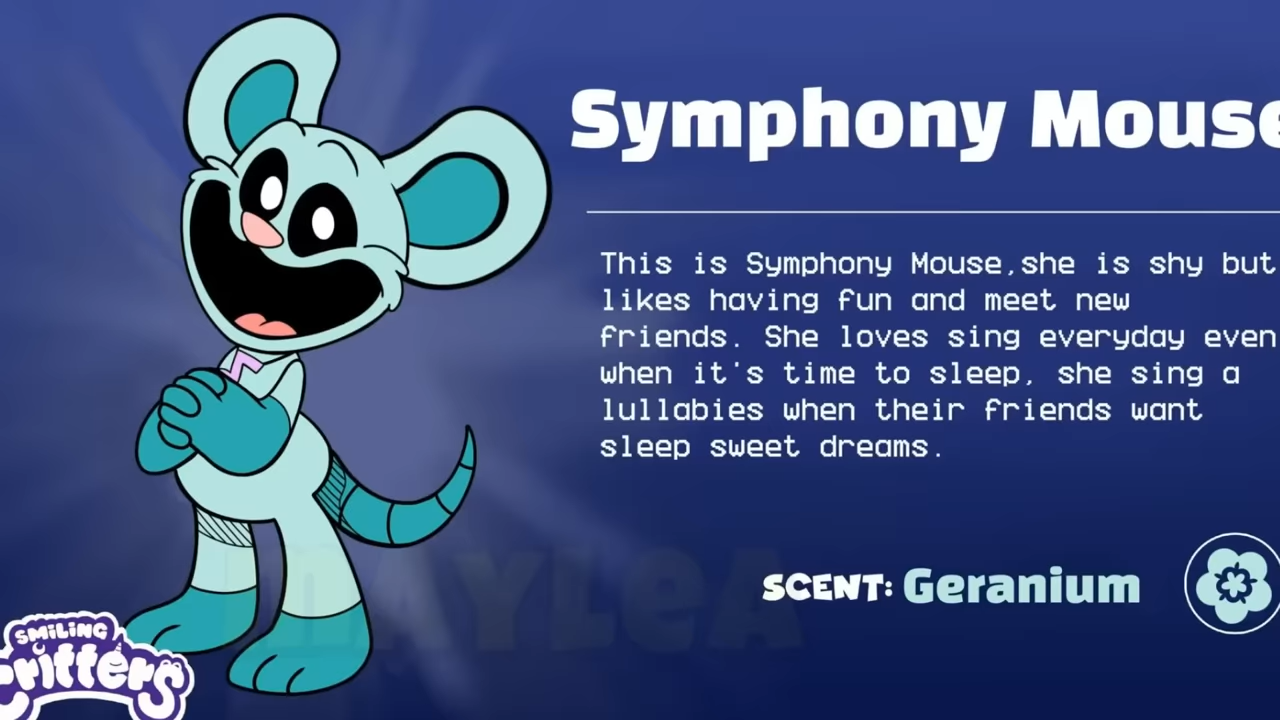 Symphony Mouse
This is Symphony Mouse,she is shy but
likes having fun and meet new
friends. She loves sing everyday even
when it's time to sleep, she sing a
lullabies when their friends want
sleep sweet dreams.
SCENT: Geranium
MAYLEA
SMiLiNG
Critters